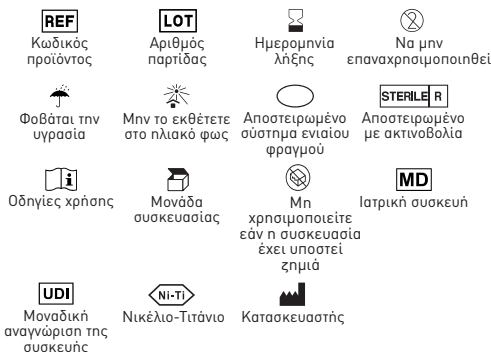 REF
Κωδικός
προϊόντος
LOT
Αριθμός
παρτίδας
Ημερομηνία
λήξης
2
Να μην
επαναχρησιμοποιηθεί
Φοβάται την
υγρασία
Μην το εκθέτετε
στο ηλιακό φως
Αποστειρωμένο
σύστημα ενιαίου
φραγμού
STERILE R
Αποστειρωμένο
με ακτινοβολία
i
Οδηγίες χρήσης
Μονάδα
συσκευασίας
Μη
χρησιμοποιείτε
εάν η συσκευασία
έχει υποστεί
ζημιά
MD
Ιατρική συσκευή
UDI
Μοναδική
αναγνώριση της
συσκευής
Ni-Ti
Νικέλιο-Τιτάνιο
Κατασκευαστής